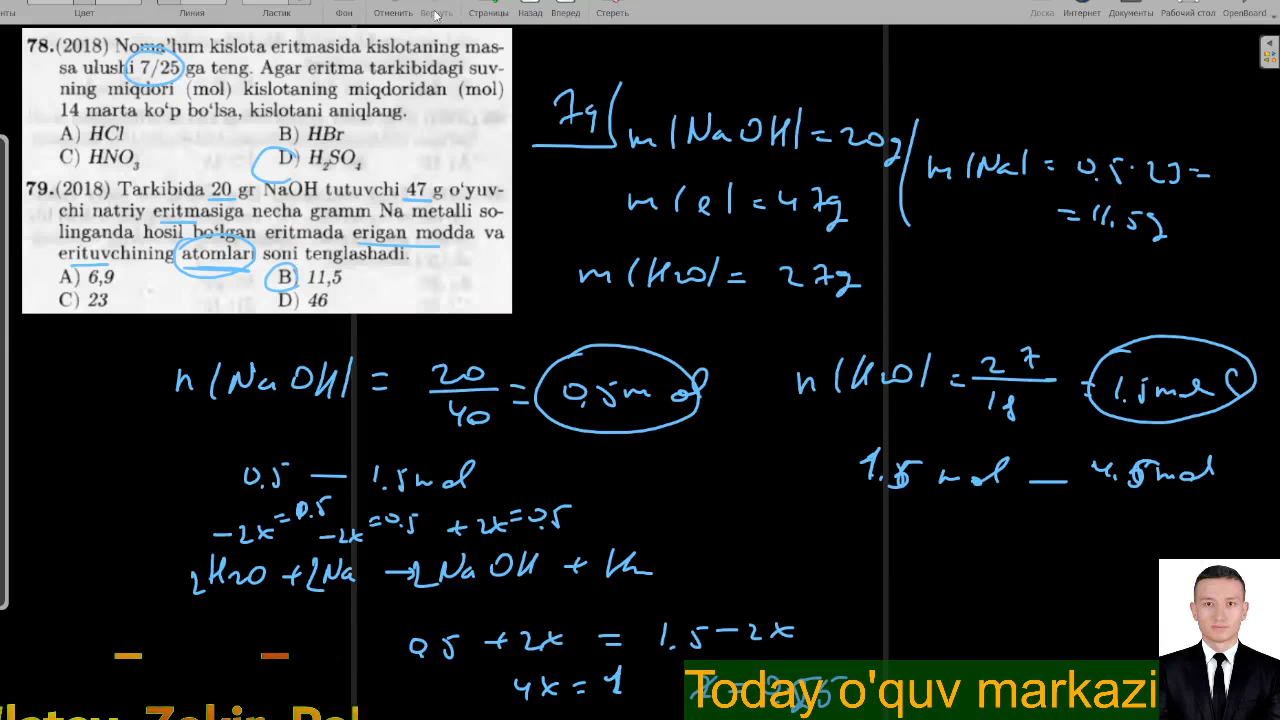 енты
Цвет
Линия
Ластик
Фон
Отменить
Вернуть
Страницы
Назад
Вперед
Стереть
Доска
Интернет
Документы
Рабочий стол
OpenBoard
78.(2018) Noma'lum kislota eritmasida kislotaning mas-
sa ulushi 7/25 ga teng. Agar eritma tarkibidagi suv-
ning miqdori (mol) kislotaning miqdoridan (mol)
14 marta ko'p bo'lsa, kislotani aniqlang.
A) HCl B) HBr
C) HNO₃ D) H₂SO₄
79.(2018) Tarkibida 20 gr NaOH tutuvchi 47 g o'yuv-
chi natriy eritmasiga necha gramm Na metalli so-
linganda hosil bo'lgan eritmada erigan modda va
erituvchining atomlari soni tenglashadi.
A) 6,9 B) 11,5
C) 23 D) 46
m(NaOH)=20g
m(e)=47g
m(H2O)= 27g
m(Na)= 0.5·23=
=11.5g
n(NaOH)= 20/40 = 0.5mol
n(H2O)= 27/18 = 1.5mol
0.5 — 1.5mol
1.5 mol — 4.5mol
-2x=0.5 -2x=0.5 +2x=0.5
2H2O+2Na→2NaOH+H2
0.5+2x = 1.5-2x
4x=1
Today o'quv markazi